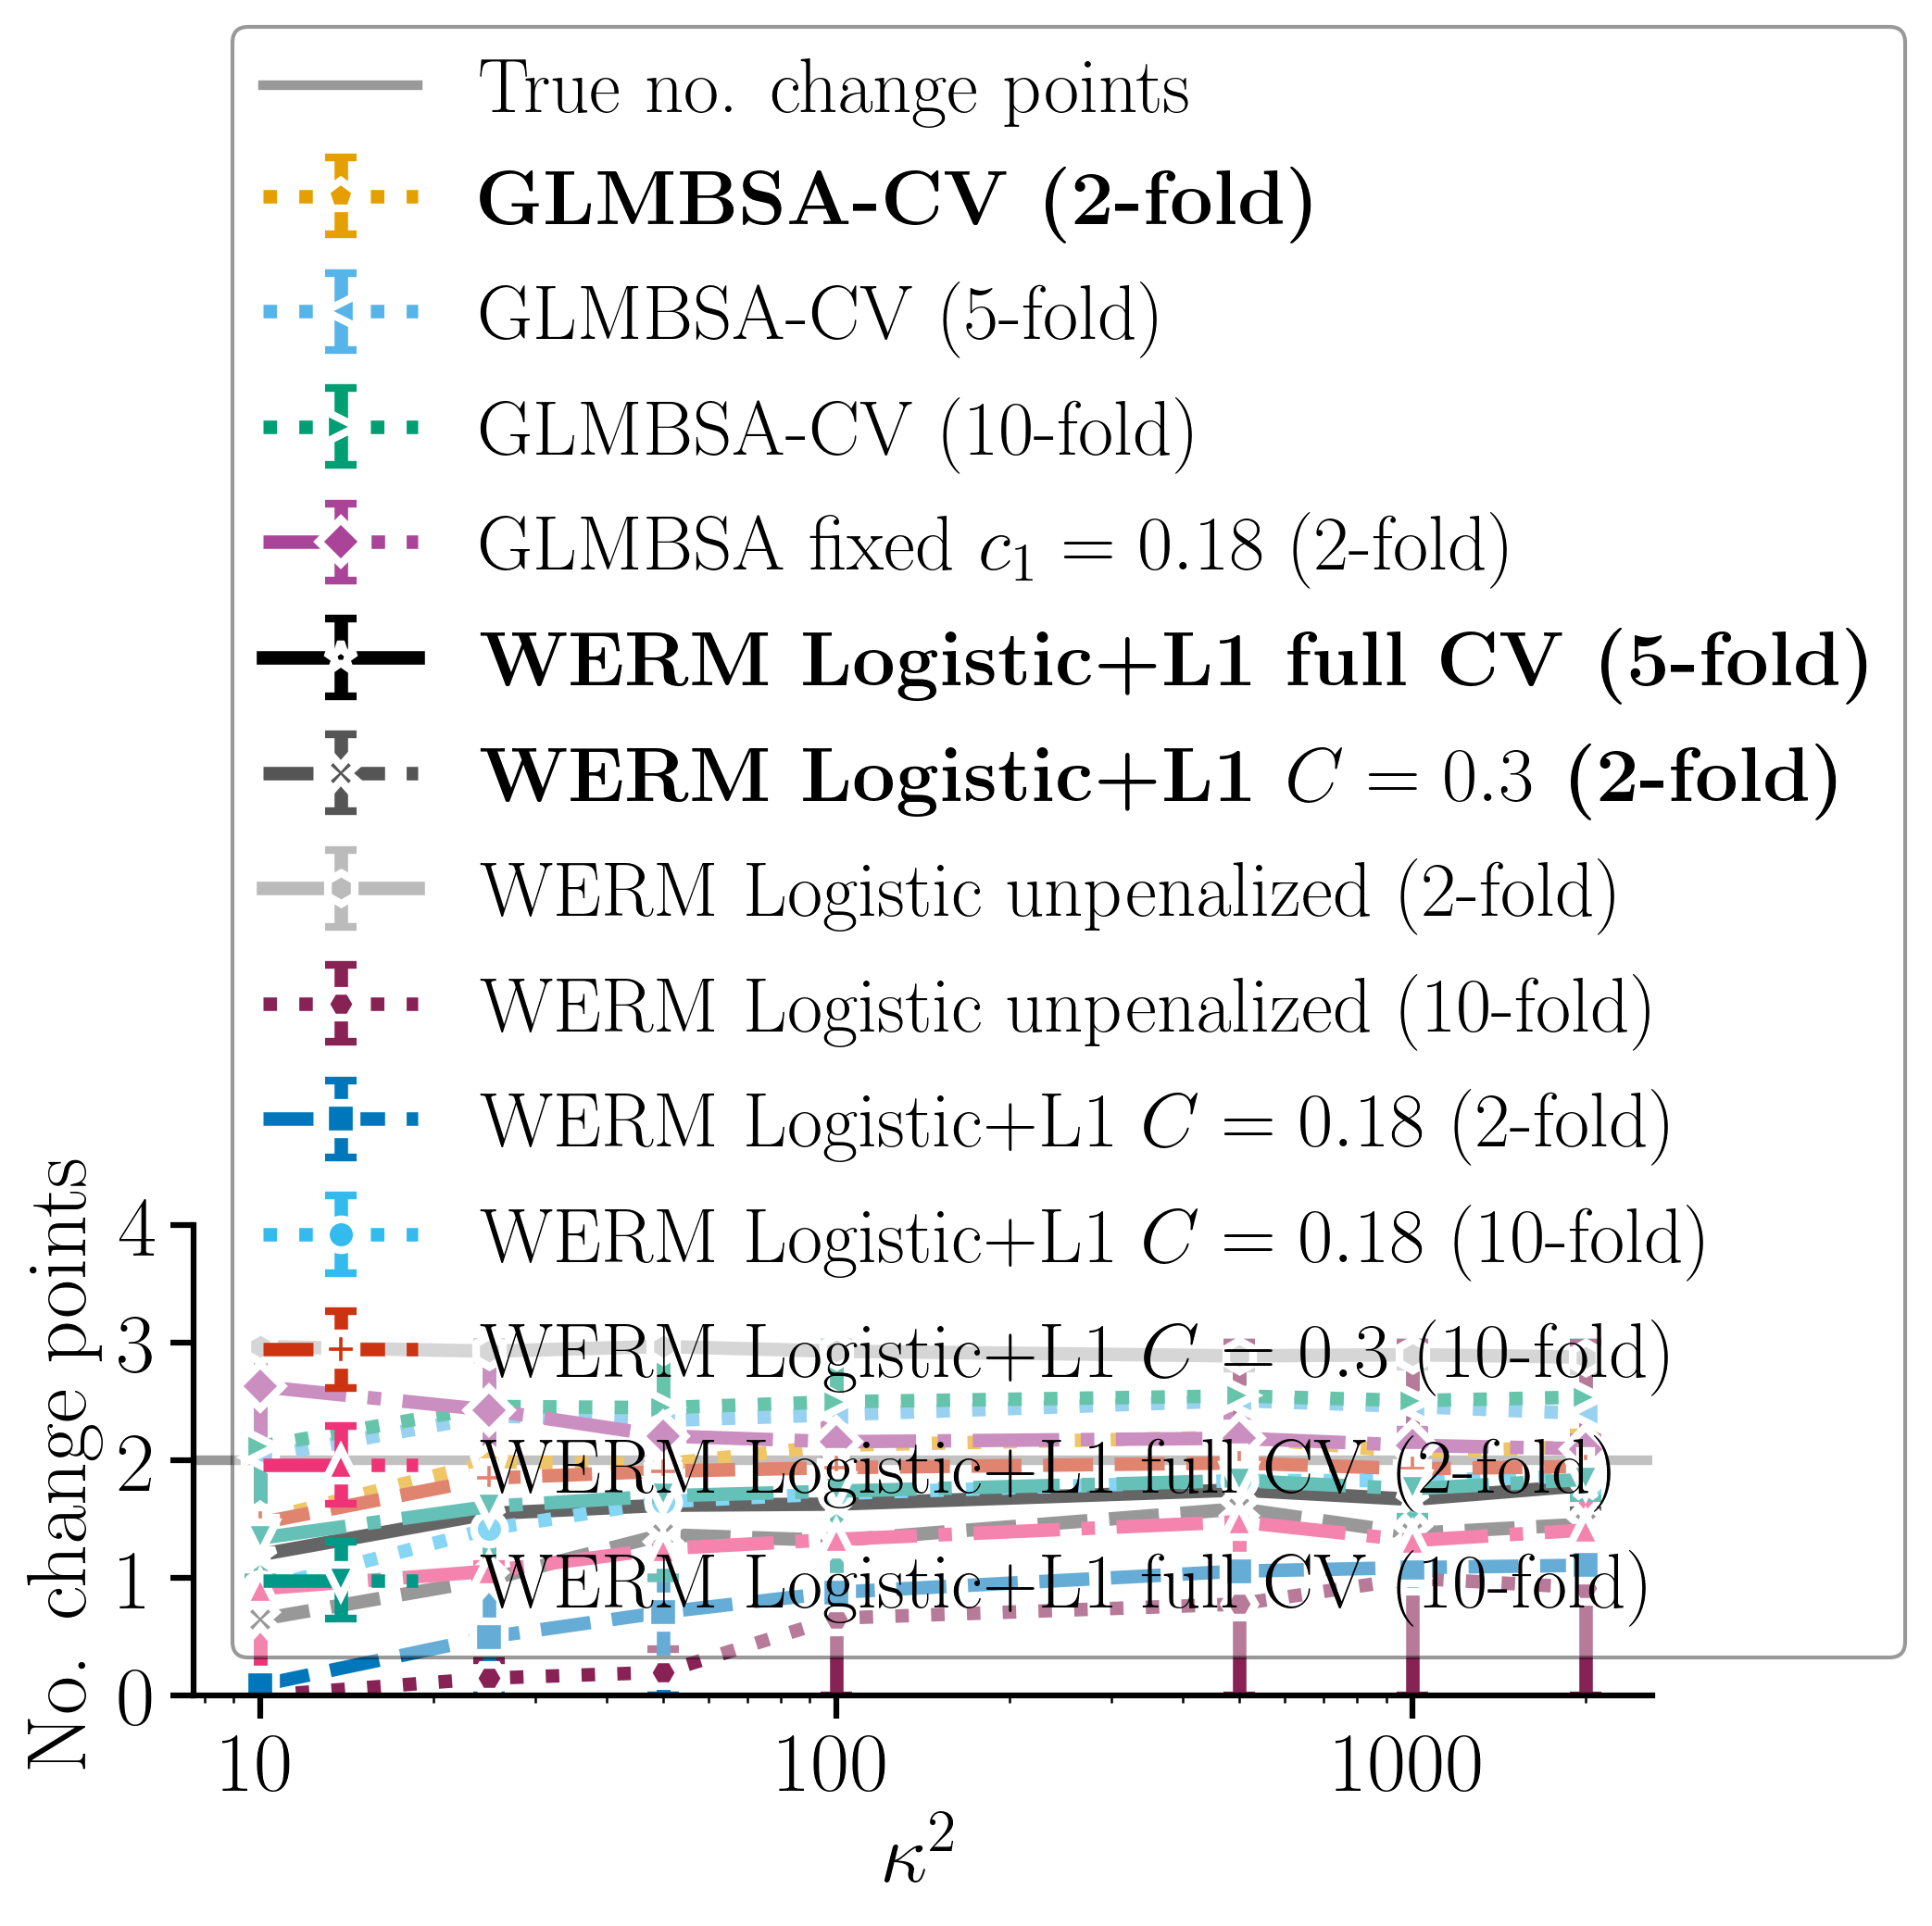 True no. change points
GLMBSA-CV (2-fold)
GLMBSA-CV (5-fold)
GLMBSA-CV (10-fold)
GLMBSA fixed c₁ = 0.18 (2-fold)
WERM Logistic+L1 full CV (5-fold)
WERM Logistic+L1 C = 0.3 (2-fold)
WERM Logistic unpenalized (2-fold)
WERM Logistic unpenalized (10-fold)
WERM Logistic+L1 C = 0.18 (2-fold)
WERM Logistic+L1 C = 0.18 (10-fold)
WERM Logistic+L1 C = 0.3 (10-fold)
WERM Logistic+L1 full CV (2-fold)
WERM Logistic+L1 full CV (10-fold)
No. change points
4
3
2
1
0
10 100 1000
κ²